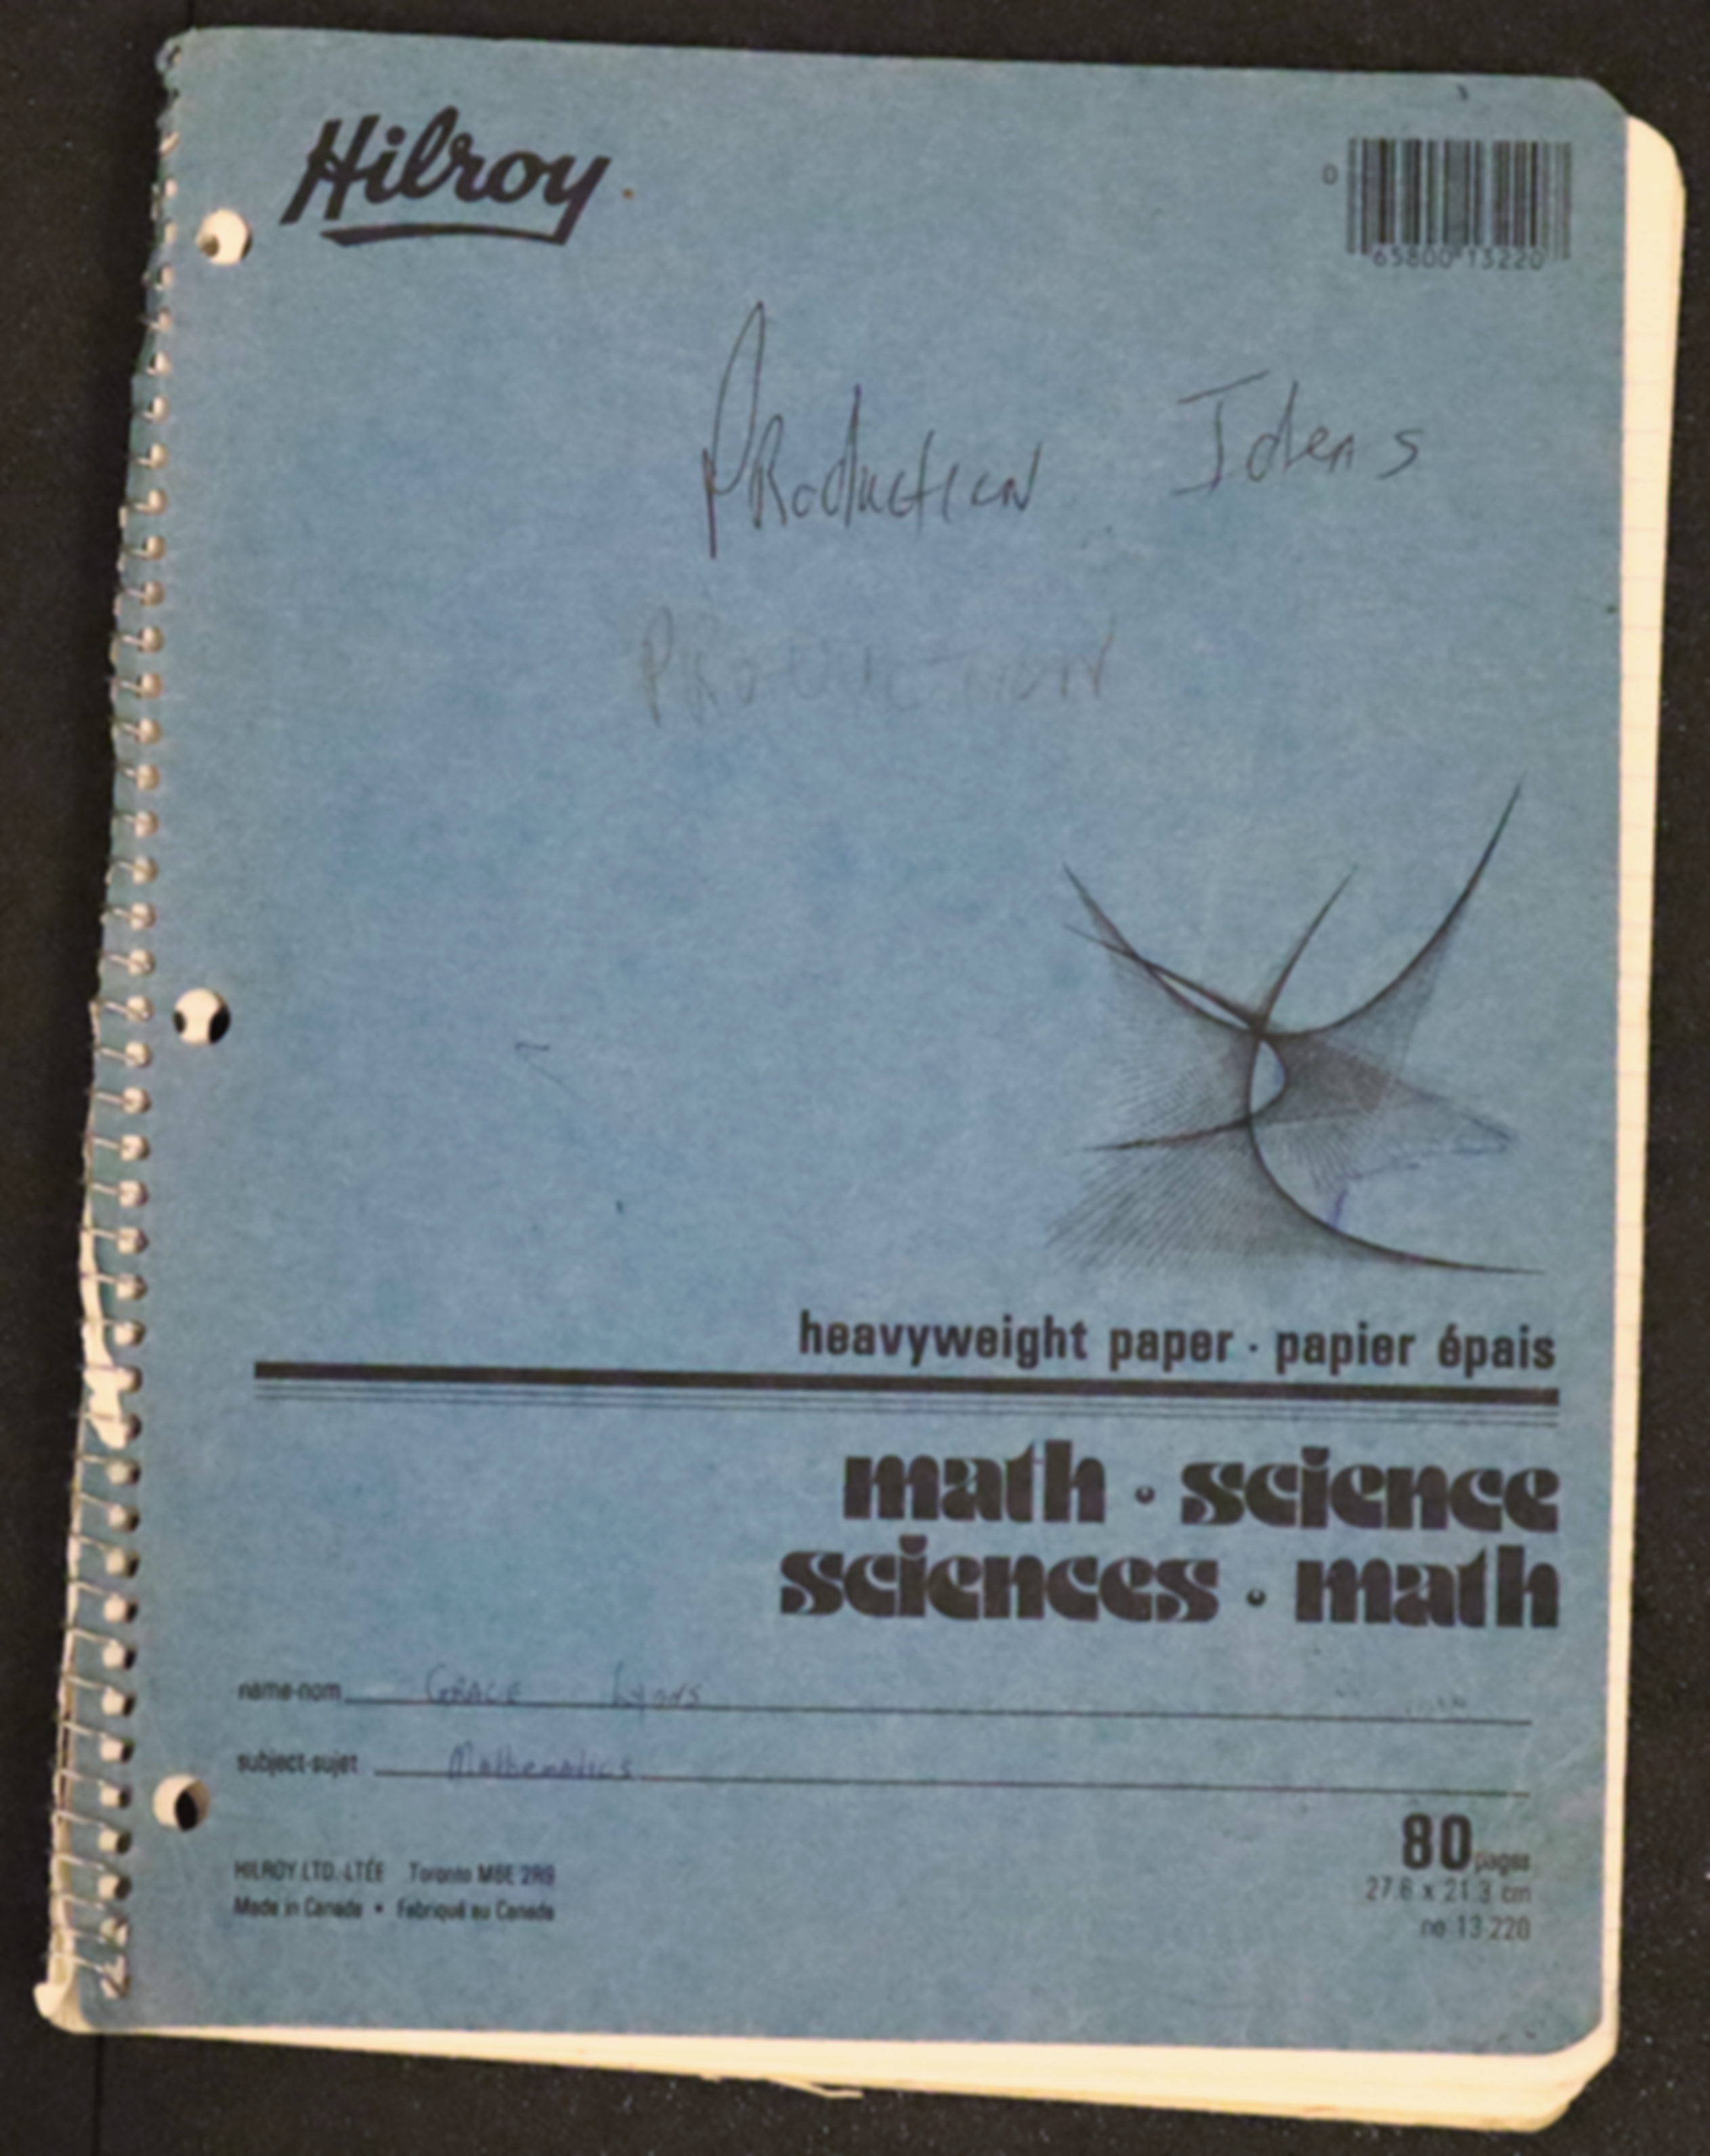 Hilroy
0 65800 13220
PRoduction Ideas
PRODUCTION
heavyweight paper · papier épais
math · science
sciences · math
name-nom GRACE Lyons
subject-sujet Mathematics
80 pages
HILROY LTD. LTÉE Toronto M8E 2R9
27.6 x 21.3 cm
Made in Canada • Fabriqué au Canada
no 13-220